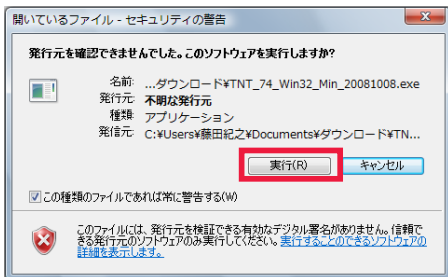 開いているファイル - セキュリティの警告
発行元を確認できませんでした。このソフトウェアを実行しますか?
名前: ...ダウンロード¥TNT_74_Win32_Min_20081008.exe
発行元: 不明な発行元
種類: アプリケーション
発信元: C:¥Users¥藤田紀之¥Documents¥ダウンロード¥TN...
実行(R) キャンセル
この種類のファイルであれば常に警告する(W)
このファイルには、発行元を検証できる有効なデジタル署名がありません。信頼で
きる発行元のソフトウェアのみ実行してください。実行することのできるソフトウェアの
詳細を表示します。